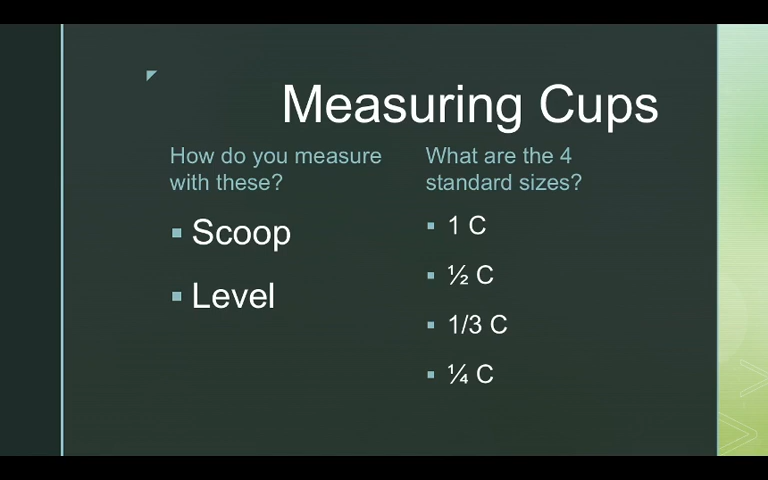 Measuring Cups
How do you measure
with these?
Scoop
Level
What are the 4
standard sizes?
1 C
½ C
1/3 C
¼ C